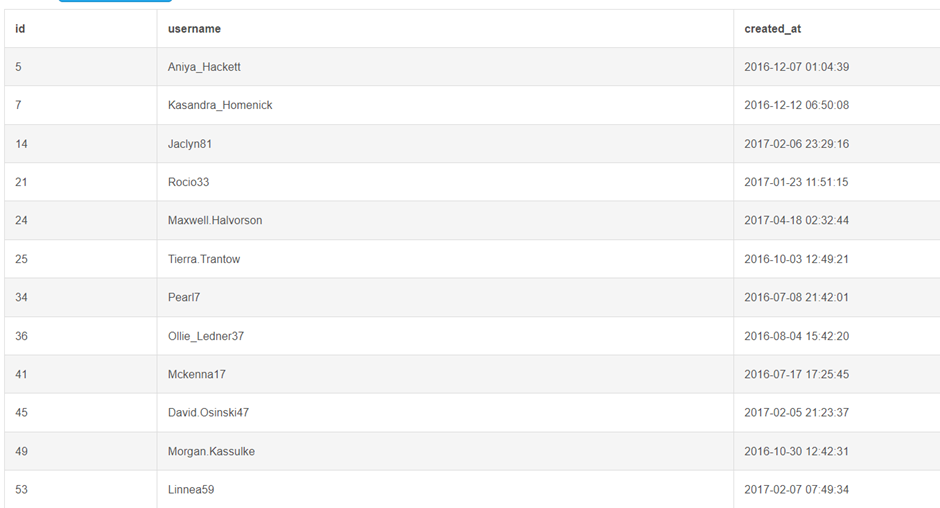 id username created_at
5 Aniya_Hackett 2016-12-07 01:04:39
7 Kasandra_Homenick 2016-12-12 06:50:08
14 Jaclyn81 2017-02-06 23:29:16
21 Rocio33 2017-01-23 11:51:15
24 Maxwell.Halvorson 2017-04-18 02:32:44
25 Tierra.Trantow 2016-10-03 12:49:21
34 Pearl7 2016-07-08 21:42:01
36 Ollie_Ledner37 2016-08-04 15:42:20
41 Mckenna17 2016-07-17 17:25:45
45 David.Osinski47 2017-02-05 21:23:37
49 Morgan.Kassulke 2016-10-30 12:42:31
53 Linnea59 2017-02-07 07:49:34